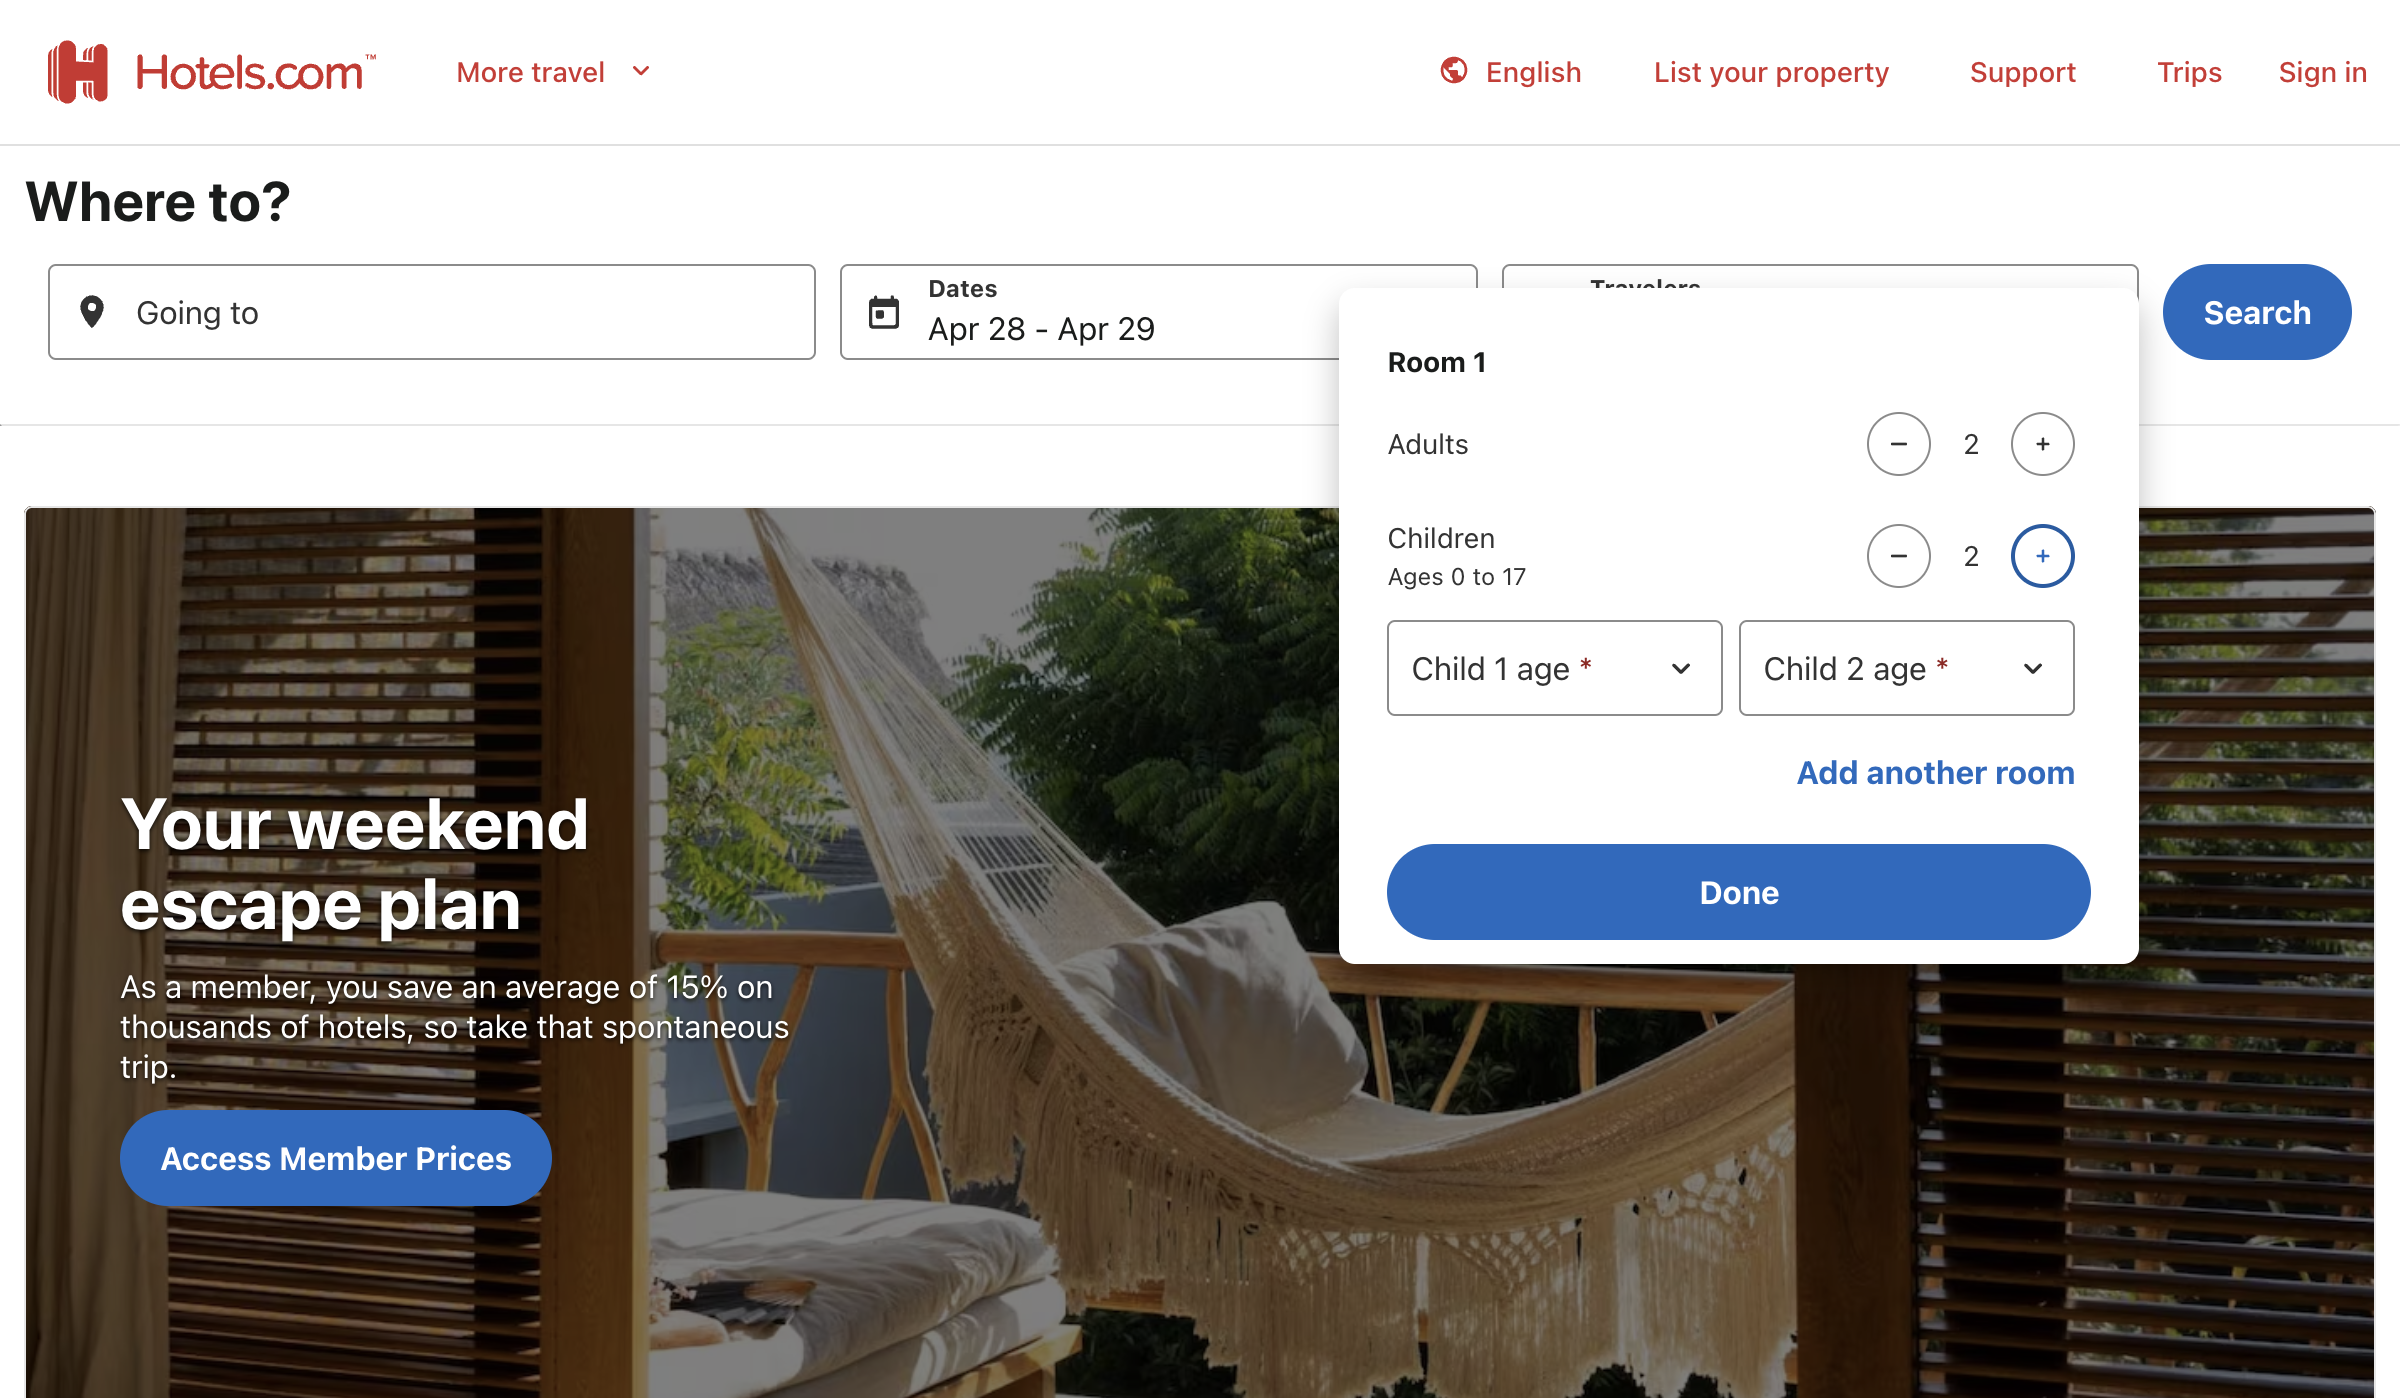 Hotels.com™
More travel
English
List your property
Support
Trips
Sign in
Where to?
Going to
Dates
Apr 28 - Apr 29
Travelers
Search
Room 1
Adults
2
Children
Ages 0 to 17
2
Child 1 age *
Child 2 age *
Add another room
Done
Your weekend
escape plan
As a member, you save an average of 15% on
thousands of hotels, so take that spontaneous
trip.
Access Member Prices